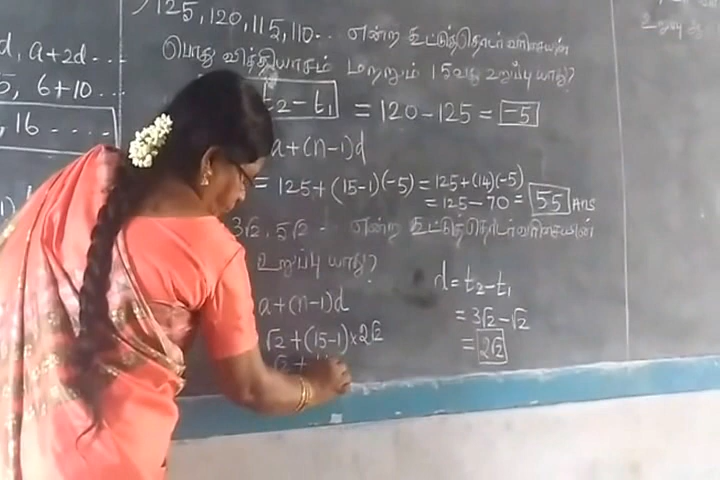 d, a+2d...
5, 6+10...
, 16 ....
125, 120, 115, 110... என்ற கூட்டுத்தொடர்வரிசையின்
பொது வித்தியாசம் மற்றும் 15வது உறுப்பு யாது?
t₂-t₁ = 120-125 = -5
a+(n-1)d
= 125+(15-1)(-5) = 125+(14)(-5)
= 125-70 = 55 Ans
3√2, 5√2 ... என்ற கூட்டுத்தொடர்வரிசையின்
உறுப்பு யாது?
a+(n-1)d
√2+(15-1)×2√2
√2+
d = t₂-t₁
= 3√2-√2
= 2√2
உறுப்பு